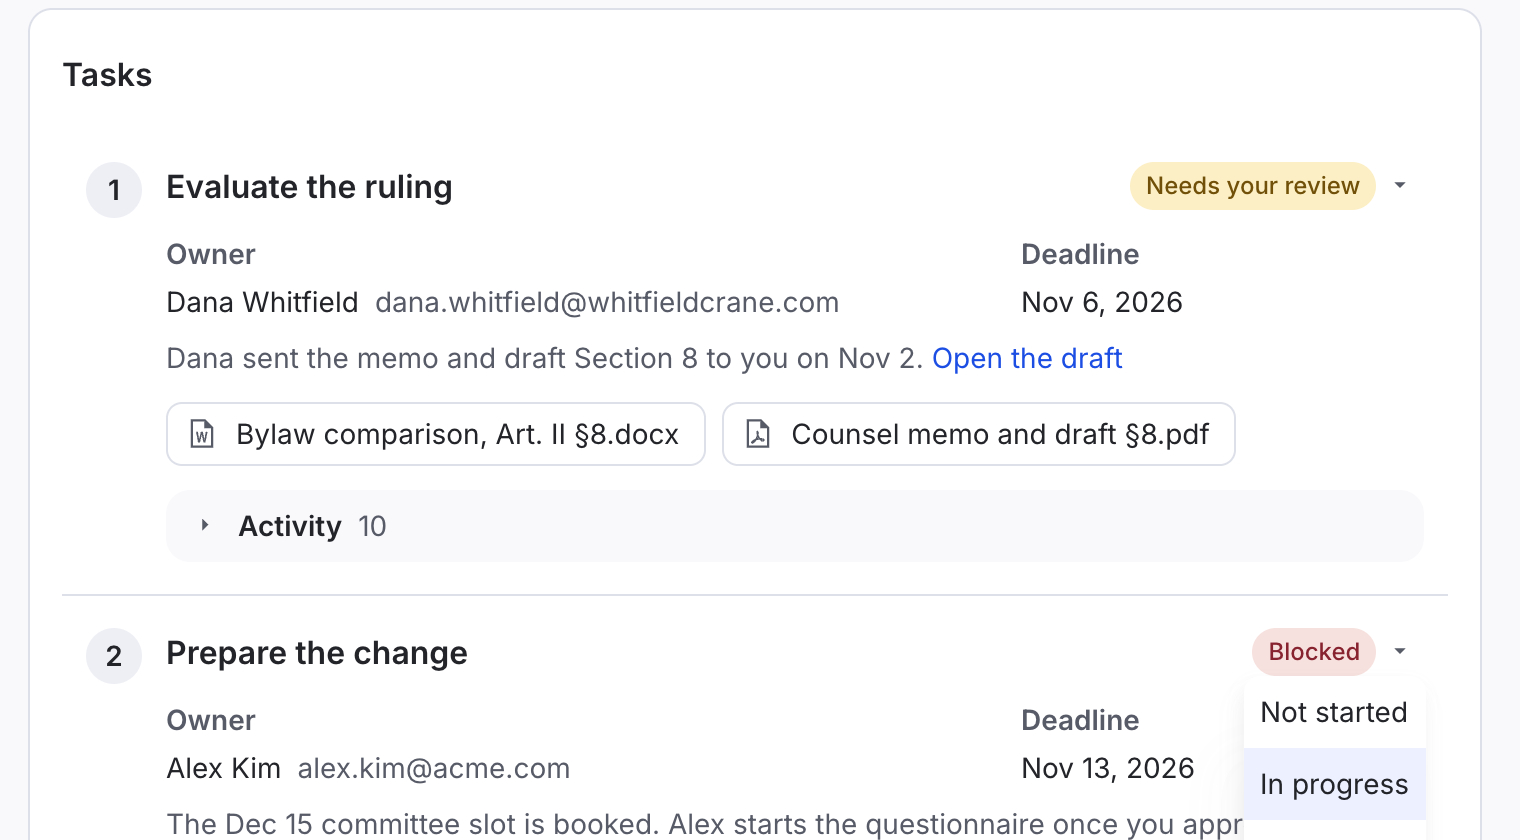 Tasks
1 Evaluate the ruling Needs your review
Owner Deadline
Dana Whitfield dana.whitfield@whitfieldcrane.com Nov 6, 2026
Dana sent the memo and draft Section 8 to you on Nov 2. Open the draft
Bylaw comparison, Art. II §8.docx Counsel memo and draft §8.pdf
Activity 10
2 Prepare the change Blocked
Not started
Owner Deadline
Alex Kim alex.kim@acme.com Nov 13, 2026
In progress
The Dec 15 committee slot is booked. Alex starts the questionnaire once you appr